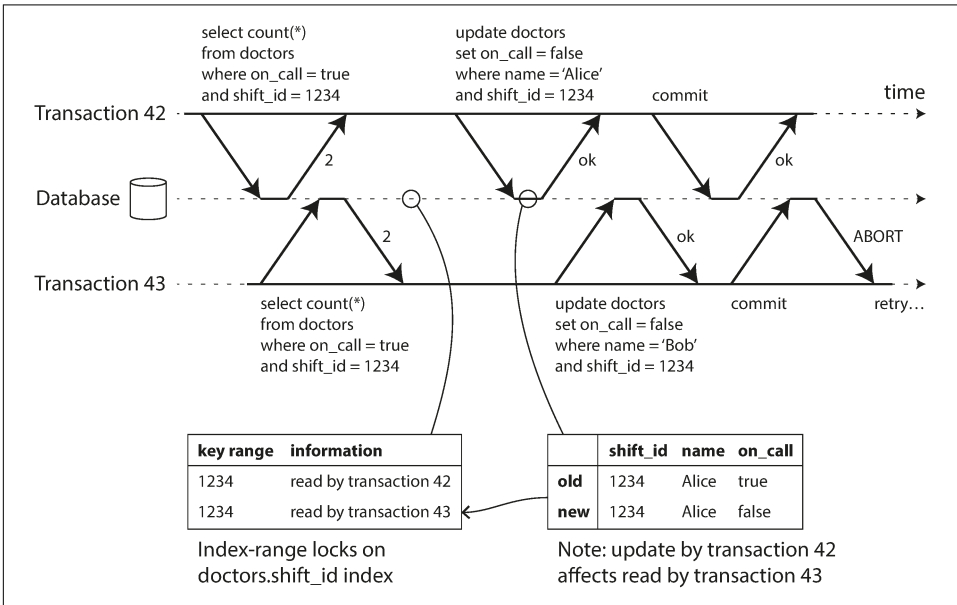 select count(*)
from doctors
where on_call = true
and shift_id = 1234
update doctors
set on_call = false
where name = ‘Alice’
and shift_id = 1234
commit
time
Transaction 42
2
ok
ok
Database
2
ok
ABORT
Transaction 43
select count(*)
from doctors
where on_call = true
and shift_id = 1234
update doctors
set on_call = false
where name = ‘Bob’
and shift_id = 1234
commit
retry…
key range information
1234 read by transaction 42
1234 read by transaction 43
Index-range locks on
doctors.shift_id index
shift_id name on_call
old 1234 Alice true
new 1234 Alice false
Note: update by transaction 42
affects read by transaction 43